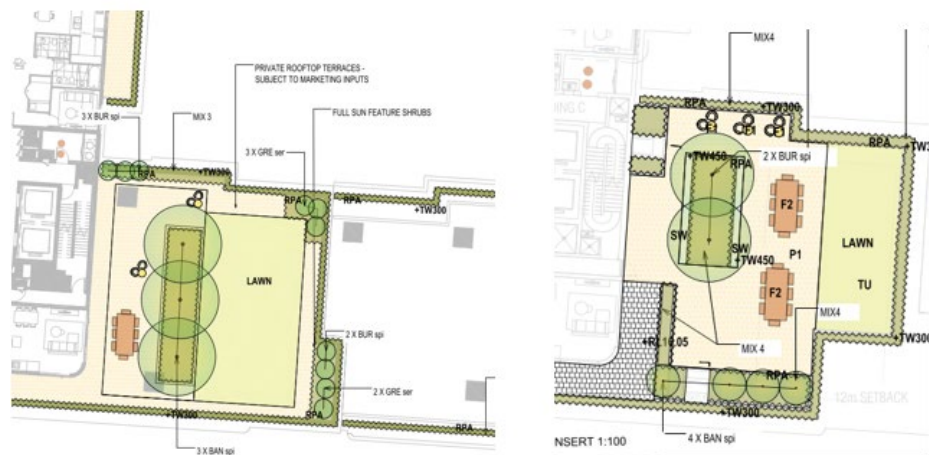 PRIVATE ROOFTOP TERRACES -
SUBJECT TO MARKETING INPUTS
3 X BUR spi
MIX 3
FULL SUN FEATURE SHRUBS
3 X GRE ser
RPA
+TW300
RPA
RPA
RPA
+TW300
LAWN
2 X BUR spi
2 X GRE ser
+TW300
RPA
RPA
3 X BAN spi
MIX4
RPA
+TW300
+TW450
RPA
2 X BUR spi
RPA
F2
SW
SW
+TW450
P1
LAWN
TU
F2
MIX 4
MIX4
+TW300
RPA
+TW300
12m SETBACK
NSERT 1:100
4 X BAN spi